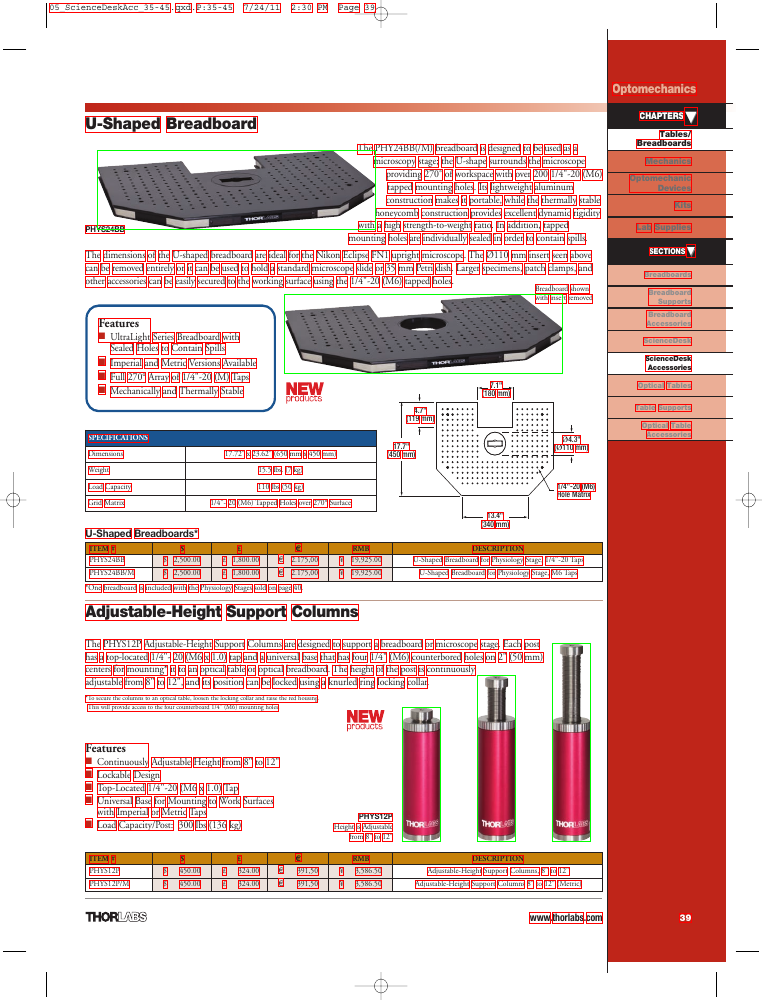 05 ScienceDeskAcc 35-45.qxd.P:35-45 7/24/11 2:30 PM Page 39
Optomechanics
CHAPTERS
Tables/
Breadboards
Mechanics
Optomechanic
Devices
Kits
Lab Supplies
SECTIONS
Breadboards
Breadboard
Supports
Breadboard
Accessories
ScienceDesk
ScienceDesk
Accessories
Optical Tables
Table Supports
Optical Table
Accessories
U-Shaped Breadboard
The PHY24BB(/M) breadboard is designed to be used as a
microscopy stage; the U-shape surrounds the microscope
providing 270° of workspace with over 200 1/4"-20 (M6)
tapped mounting holes. Its lightweight aluminum
construction makes it portable, while the thermally stable
honeycomb construction provides excellent dynamic rigidity
with a high strength-to-weight ratio. In addition, tapped
mounting holes are individually sealed in order to contain spills.
THORLABS
PHYS24BB
The dimensions of the U-shaped breadboard are ideal for the Nikon Eclipse FN1 upright microscope. The Ø110 mm insert seen above
can be removed entirely or it can be used to hold a standard microscope slide or 35 mm Petri dish. Larger specimens, patch clamps, and
other accessories can be easily secured to the working surface using the 1/4"-20 (M6) tapped holes.
Breadboard shown
with insert removed
THORLABS
Features
UltraLight Series Breadboard with
Sealed Holes to Contain Spills
Imperial and Metric Versions Available
Full 270° Array of 1/4"-20 (M) Taps
Mechanically and Thermally Stable
NEW
products
7.1"
(180 mm)
4.7"
(119 mm)
17.7"
(450 mm)
Ø4.3"
(Ø110 mm)
1/4"-20 (M6)
Hole Matrix
13.4"
(340 mm)
SPECIFICATIONS
Dimensions 17.72" x 23.62" (650 mm x 450 mm)
Weight 15.5 lbs. (7 kg)
Load Capacity 110 lbs (50 kg)
Grid Matrix 1/4"-20 (M6) Tapped Holes over 270° Surface
U-Shaped Breadboards*
ITEM # $ £ € RMB DESCRIPTION
PHYS24BB $ 2,500.00 £ 1,800.00 € 2.175,00 ¥ 19,925.00 U-Shaped Breadboard for Physiology Stage, 1/4"-20 Taps
PHYS24BB/M $ 2,500.00 £ 1,800.00 € 2.175,00 ¥ 19,925.00 U-Shaped Breadboard for Physiology Stage, M6 Taps
*One breadboard is included with the Physiology Stages sold on page 40.
Adjustable-Height Support Columns
The PHYS12P Adjustable-Height Support Columns are designed to support a breadboard or microscope stage. Each post
has a top-located 1/4"-20 (M6 x 1.0) tap and a universal base that has four 1/4" (M6) counterbored holes on 2" (50 mm)
centers for mounting* it to an optical table or optical breadboard. The height of the post is continuously
adjustable from 8" to 12", and its position can be locked using a knurled ring locking collar.
*To secure the columns to an optical table, loosen the locking collar and raise the red housing.
This will provide access to the four counterbored 1/4" (M6) mounting holes.
NEW
products
Features
Continuously Adjustable Height from 8" to 12"
Lockable Design
Top-Located 1/4"-20 (M6 x 1.0) Tap
Universal Base for Mounting to Work Surfaces
with Imperial or Metric Taps
Load Capacity/Post: 300 lbs (136 kg)
PHYS12P
Height is Adjustable
from 8" to 12"
THORLABS
THORLABS
THORLABS
ITEM # $ £ € RMB DESCRIPTION
PHYS12P $ 450.00 £ 324.00 € 391,50 ¥ 3,586.50 Adjustable-Height Support Columns, 8" to 12"
PHYS12P/M $ 450.00 £ 324.00 € 391,50 ¥ 3,586.50 Adjustable-Height Support Column 8" to 12" (Metric)
THORLABS
www.thorlabs.com
39